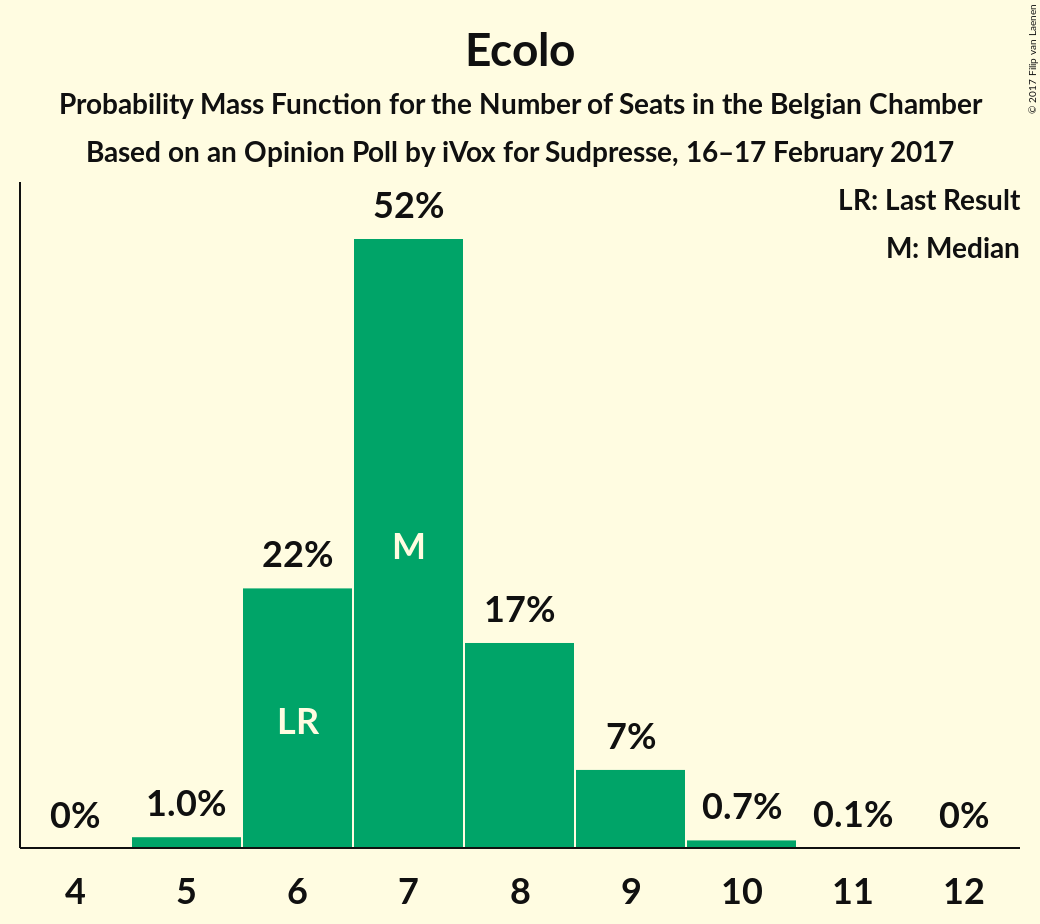 Ecolo
Probability Mass Function for the Number of Seats in the Belgian Chamber
Based on an Opinion Poll by iVox for Sudpresse, 16–17 February 2017
© 2017 Filip van Laenen
LR: Last Result
M: Median
52%
22%
M
17%
LR
7%
0%
1.0%
0.7%
0.1%
0%
4 5 6 7 8 9 10 11 12